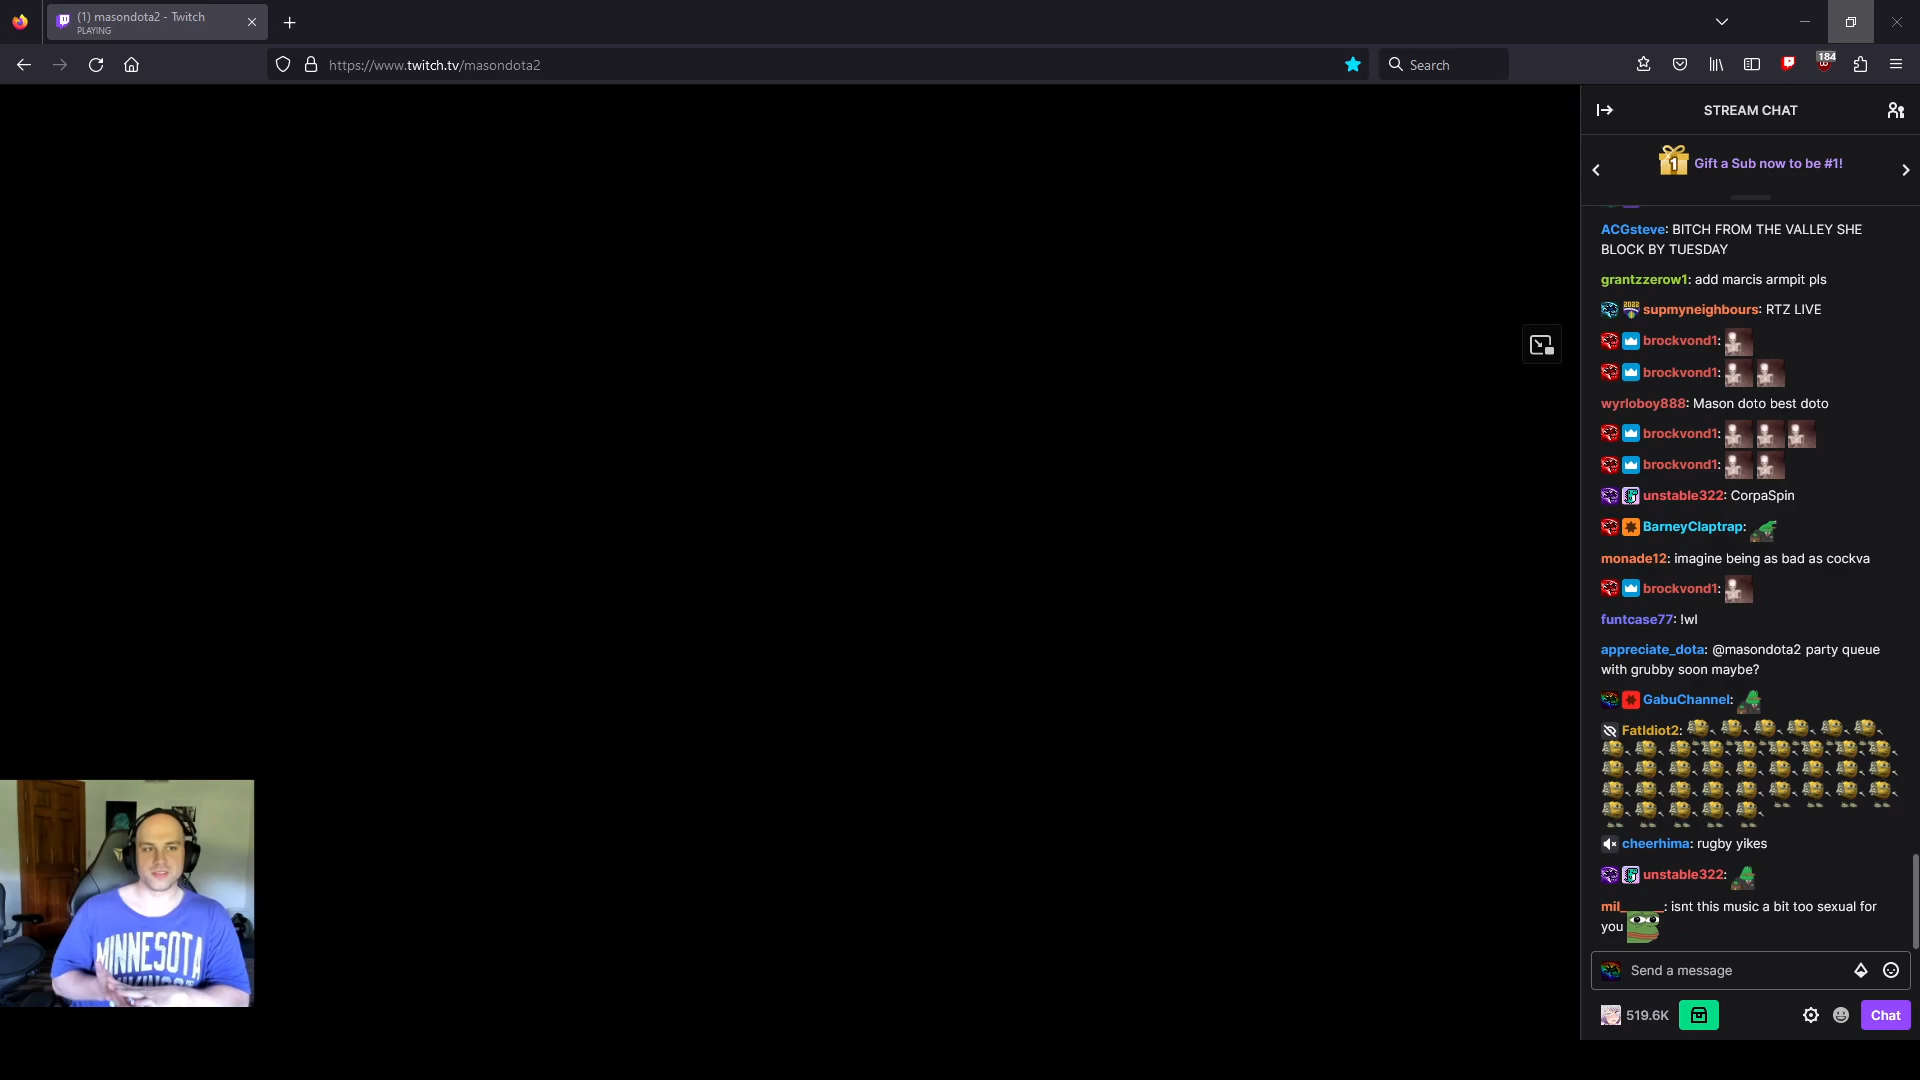 (1) masondota2 - Twitch
PLAYING
https://www.twitch.tv/masondota2
Search
184
STREAM CHAT
1
Gift a Sub now to be #1!
ACGsteve: BITCH FROM THE VALLEY SHE
BLOCK BY TUESDAY
grantzzerow1: add marcis armpit pls
supmyneighbours: RTZ LIVE
brockvond1:
brockvond1:
wyrloboy888: Mason doto best doto
brockvond1:
brockvond1:
unstable322: CorpaSpin
BarneyClaptrap:
monade12: imagine being as bad as cockva
brockvond1:
funtcase77: !wl
appreciate_dota: @masondota2 party queue
with grubby soon maybe?
GabuChannel:
FatIdiot2:
cheerhima: rugby yikes
unstable322:
mil______: isnt this music a bit too sexual for
you
MINNESOTA
Send a message
519.6K
Chat